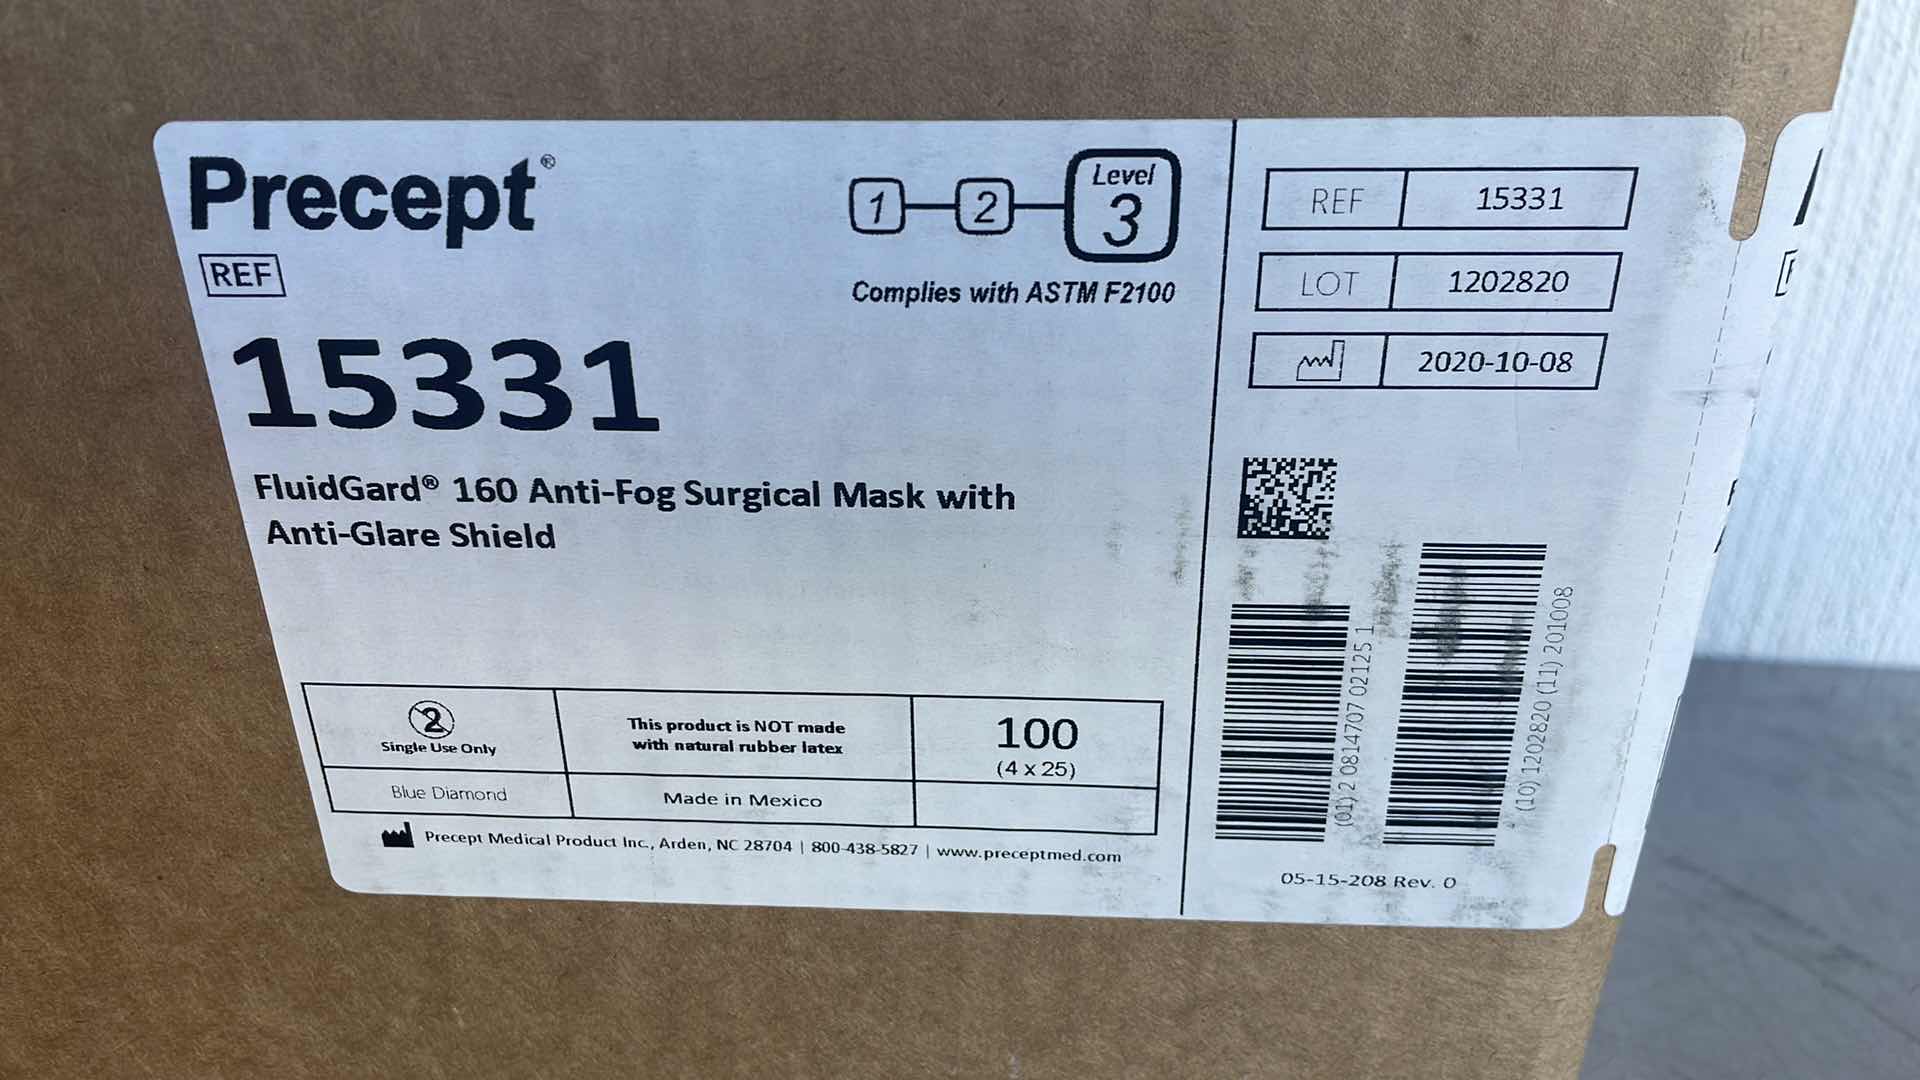 Precept®
REF
15331
FluidGard® 160 Anti-Fog Surgical Mask with
Anti-Glare Shield
1 2 Level 3
Complies with ASTM F2100
2
Single Use Only
This product is NOT made
with natural rubber latex
100
(4 x 25)
Blue Diamond
Made in Mexico
Precept Medical Product Inc., Arden, NC 28704 | 800-438-5827 | www.preceptmed.com
REF 15331
LOT 1202820
2020-10-08
(01) 2 0814707 02125 1
(10) 1202820 (11) 201008
05-15-208 Rev. 0